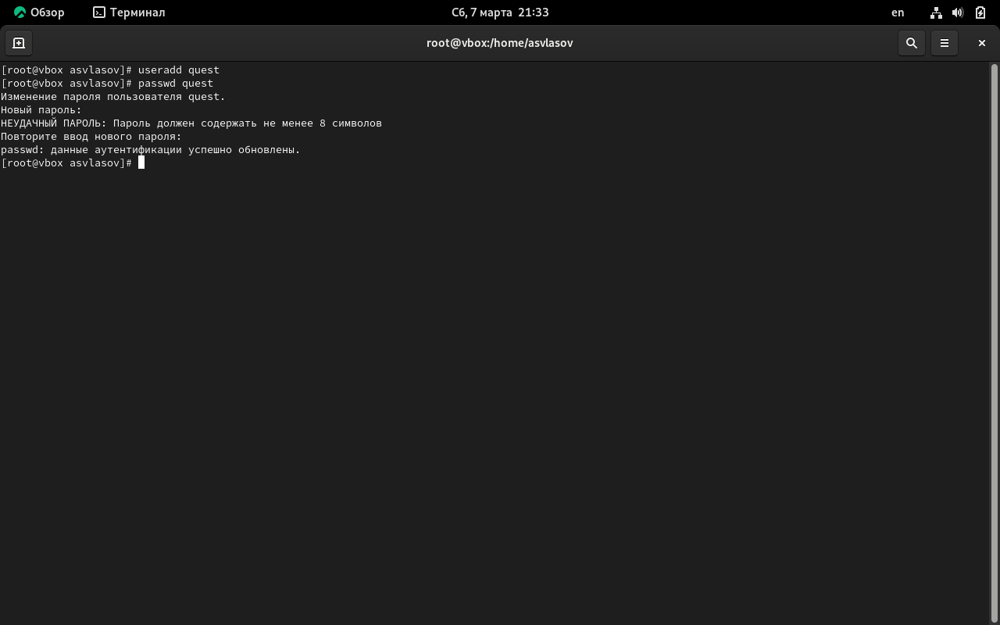 Обзор Терминал Сб, 7 марта 21:33 en
root@vbox:/home/asvlasov
[root@vbox asvlasov]# useradd quest
[root@vbox asvlasov]# passwd quest
Изменение пароля пользователя quest.
Новый пароль:
НЕУДАЧНЫЙ ПАРОЛЬ: Пароль должен содержать не менее 8 символов
Повторите ввод нового пароля:
passwd: данные аутентификации успешно обновлены.
[root@vbox asvlasov]#